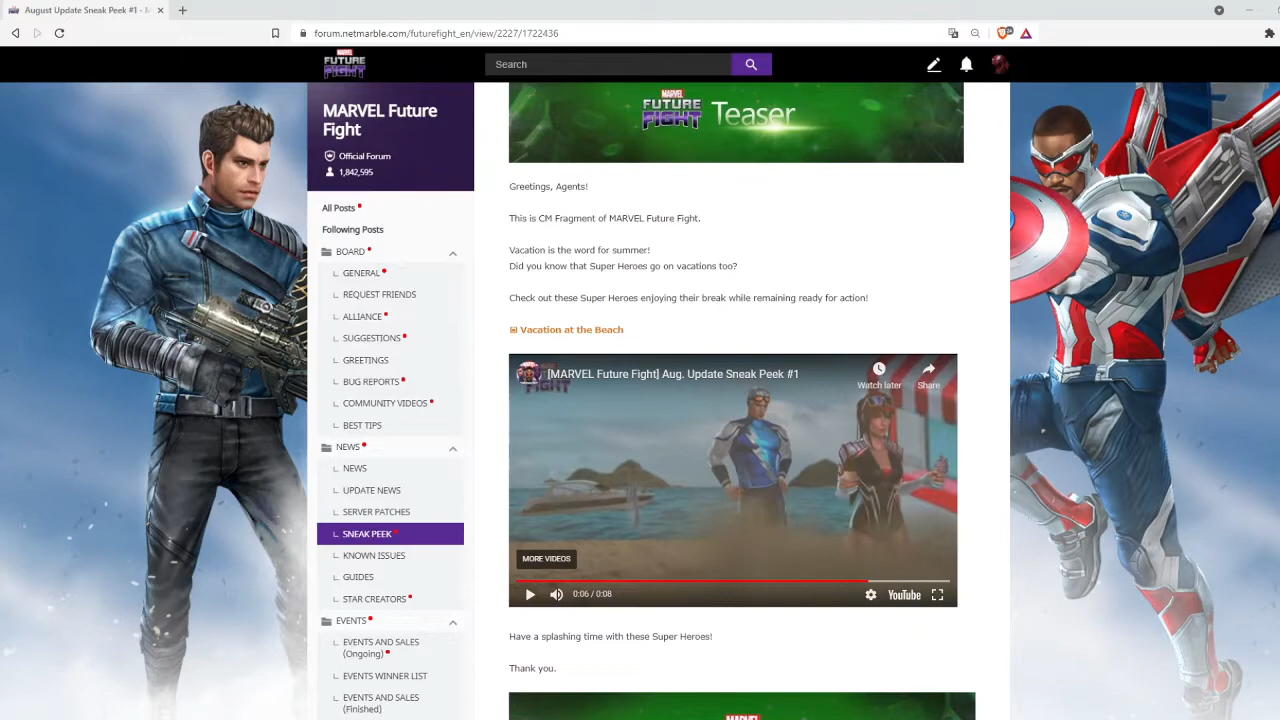 August Update Sneak Peek #1 - M
forum.netmarble.com/futurefight_en/view/2227/1722436
24
MARVEL
FUTURE
FIGHT
Search
MARVEL Future
Fight
Official Forum
1,842,595
All Posts
Following Posts
BOARD
GENERAL
REQUEST FRIENDS
ALLIANCE
SUGGESTIONS
GREETINGS
BUG REPORTS
COMMUNITY VIDEOS
BEST TIPS
NEWS
NEWS
UPDATE NEWS
SERVER PATCHES
SNEAK PEEK
KNOWN ISSUES
GUIDES
STAR CREATORS
EVENTS
EVENTS AND SALES
(Ongoing)
EVENTS WINNER LIST
EVENTS AND SALES
(Finished)
MARVEL
FUTURE
FIGHT
Teaser
Greetings, Agents!
This is CM Fragment of MARVEL Future Fight.
Vacation is the word for summer!
Did you know that Super Heroes go on vacations too?
Check out these Super Heroes enjoying their break while remaining ready for action!
▣ Vacation at the Beach
[MARVEL Future Fight] Aug. Update Sneak Peek #1
Watch later
Share
FIGHT
MORE VIDEOS
0:06 / 0:08
YouTube
Have a splashing time with these Super Heroes!
Thank you.
MARVEL